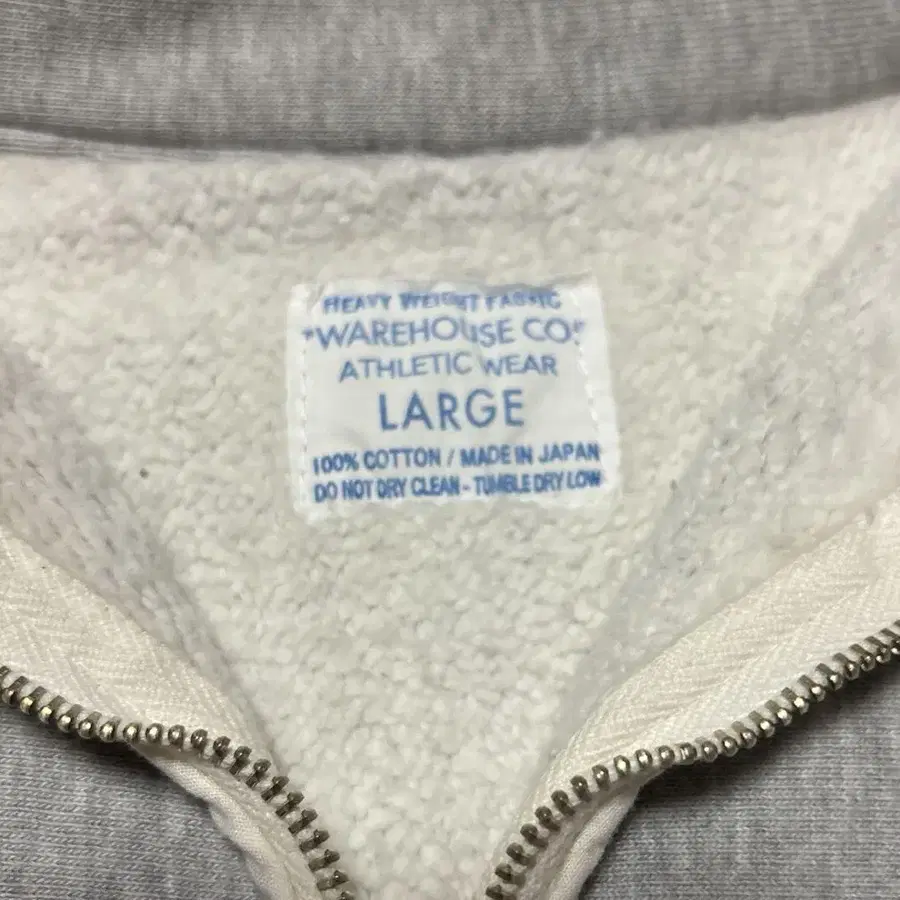 HEAVY WEIGHT FABRIC
"WAREHOUSE CO."
ATHLETIC WEAR
LARGE
100% COTTON / MADE IN JAPAN
DO NOT DRY CLEAN - TUMBLE DRY LOW